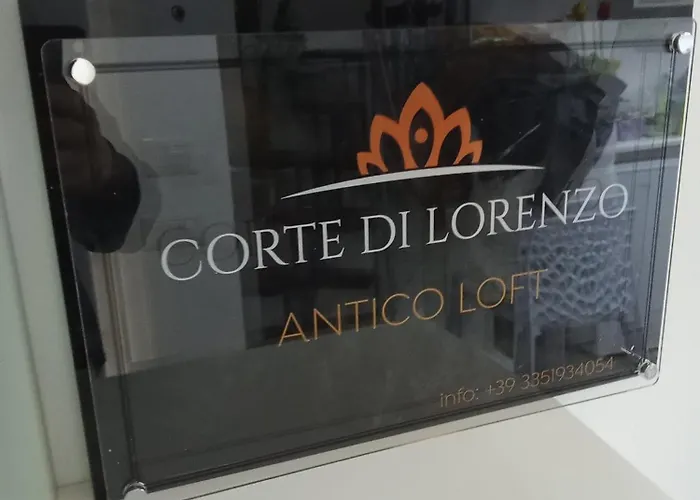 CORTE DI LORENZO
ANTICO LOFT
info: +39 3351934054